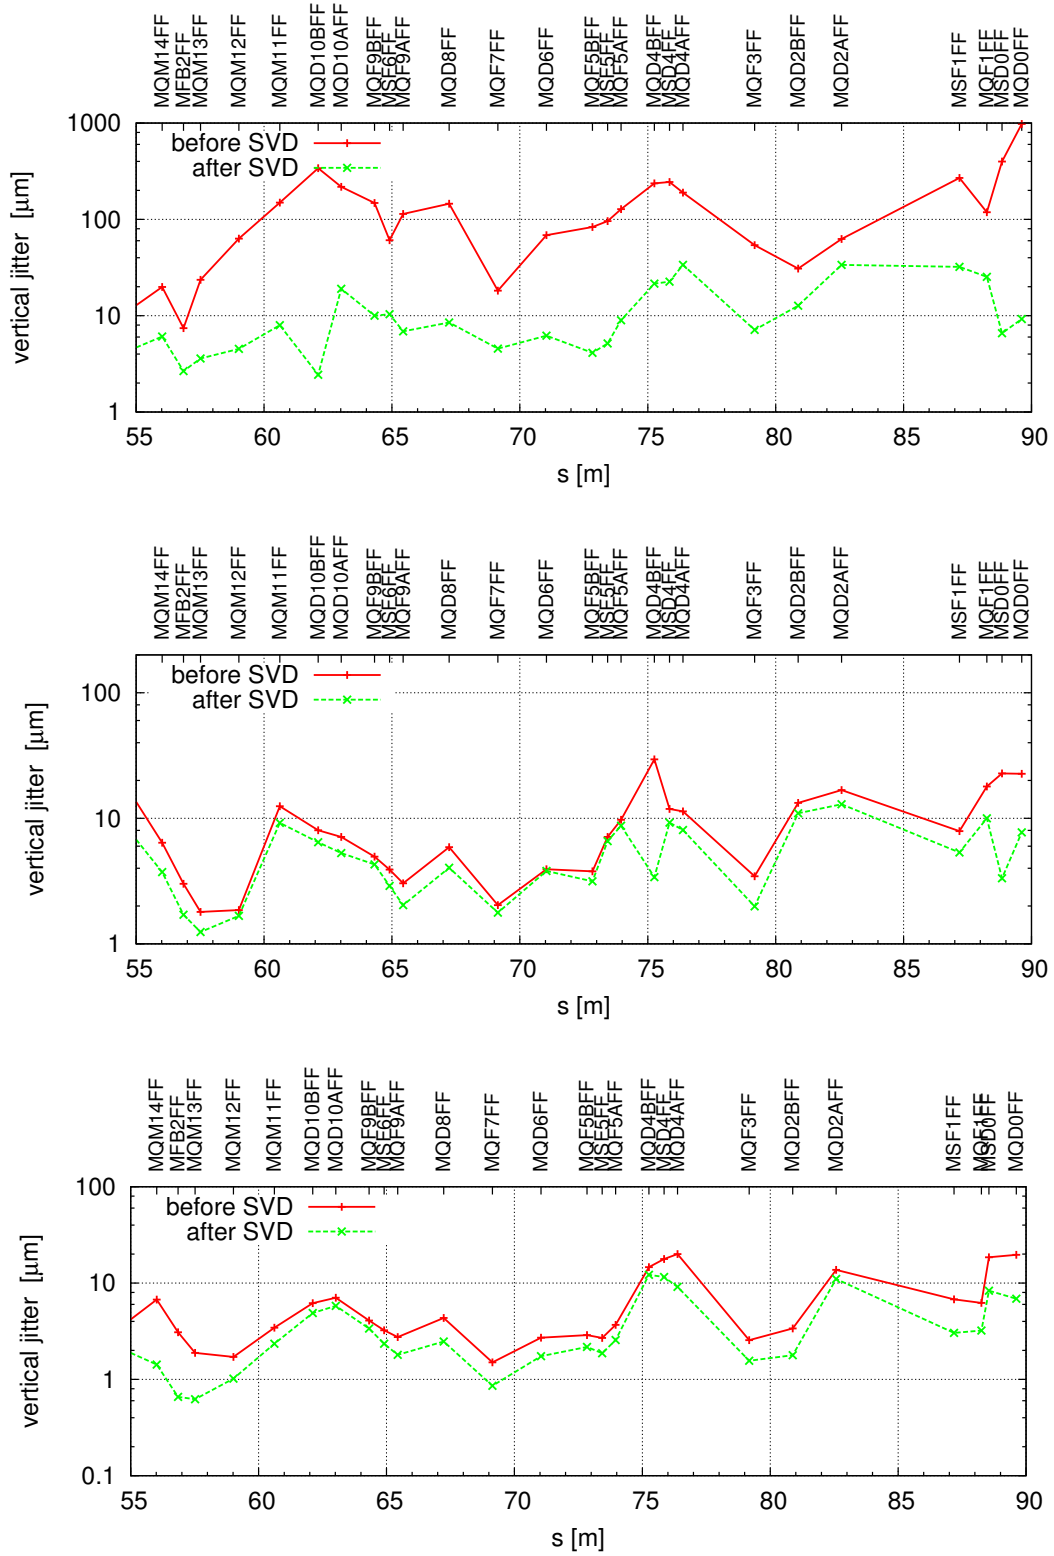 MQM14FF
MFB2FF
MQM13FF
MQM12FF
MQM11FF
MQD10BFF
MQD10AFF
MQF9BFF
MSF6FF
MQF9AFF
MQD8FF
MQF7FF
MQD6FF
MQF5BFF
MSF5FF
MQF5AFF
MQD4BFF
MSD4FF
MQD4AFF
MQF3FF
MQD2BFF
MQD2AFF
MSF1FF
MQF1FF
MSD0FF
MQD0FF
1000
100
10
1
vertical jitter [μm]
before SVD
after SVD
55 60 65 70 75 80 85 90
s [m]
MQM14FF
MFB2FF
MQM13FF
MQM12FF
MQM11FF
MQD10BFF
MQD10AFF
MQF9BFF
MSF6FF
MQF9AFF
MQD8FF
MQF7FF
MQD6FF
MQF5BFF
MSF5FF
MQF5AFF
MQD4BFF
MSD4FF
MQD4AFF
MQF3FF
MQD2BFF
MQD2AFF
MSF1FF
MQF1FF
MSD0FF
MQD0FF
100
10
1
vertical jitter [μm]
before SVD
after SVD
55 60 65 70 75 80 85 90
s [m]
MQM14FF
MFB2FF
MQM13FF
MQM12FF
MQM11FF
MQD10BFF
MQD10AFF
MQF9BFF
MSF6FF
MQF9AFF
MQD8FF
MQF7FF
MQD6FF
MQF5BFF
MSF5FF
MQF5AFF
MQD4BFF
MSD4FF
MQD4AFF
MQF3FF
MQD2BFF
MQD2AFF
MSF1FF
MQF1FF
MSD0FF
MQD0FF
100
10
1
0.1
vertical jitter [μm]
before SVD
after SVD
55 60 65 70 75 80 85 90
s [m]